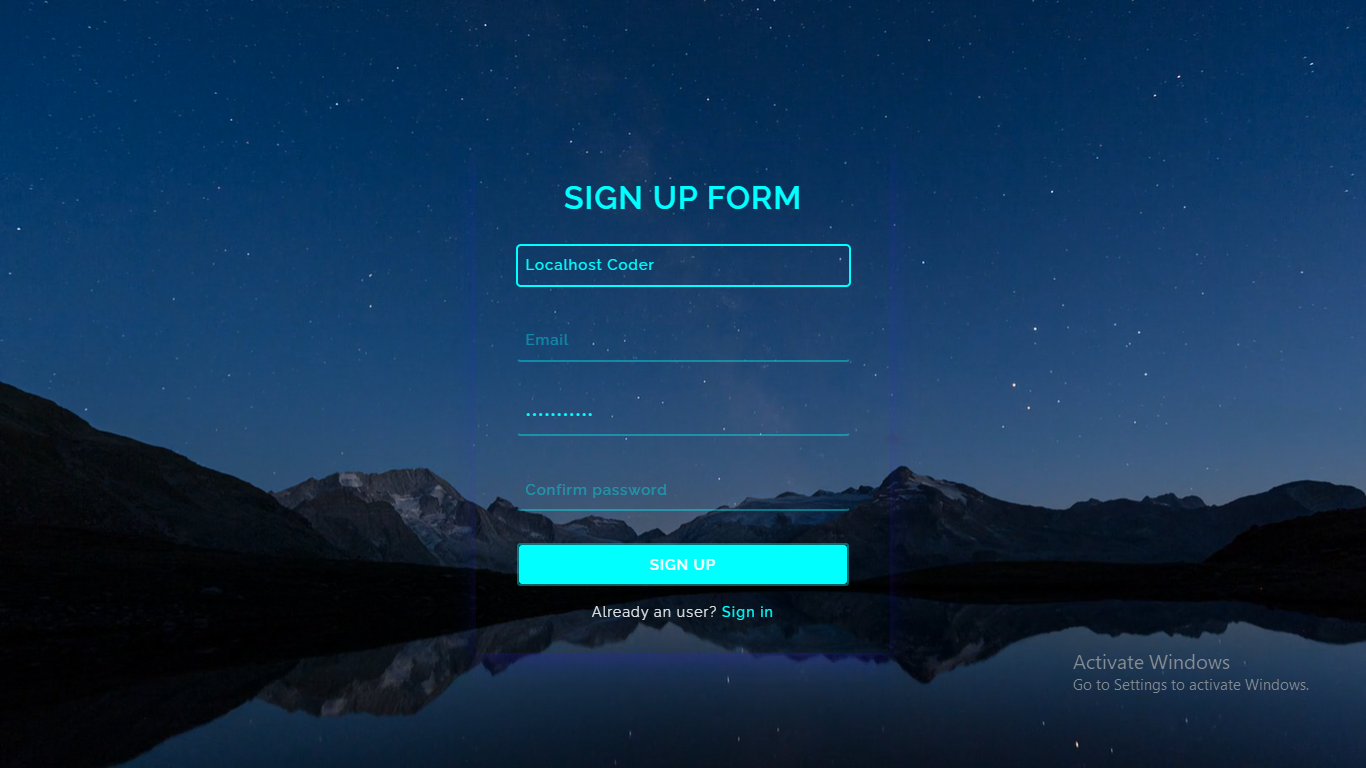 SIGN UP FORM
Localhost Coder
Email
•••••••••••
Confirm password
SIGN UP
Already an user? Sign in
Activate Windows
Go to Settings to activate Windows.